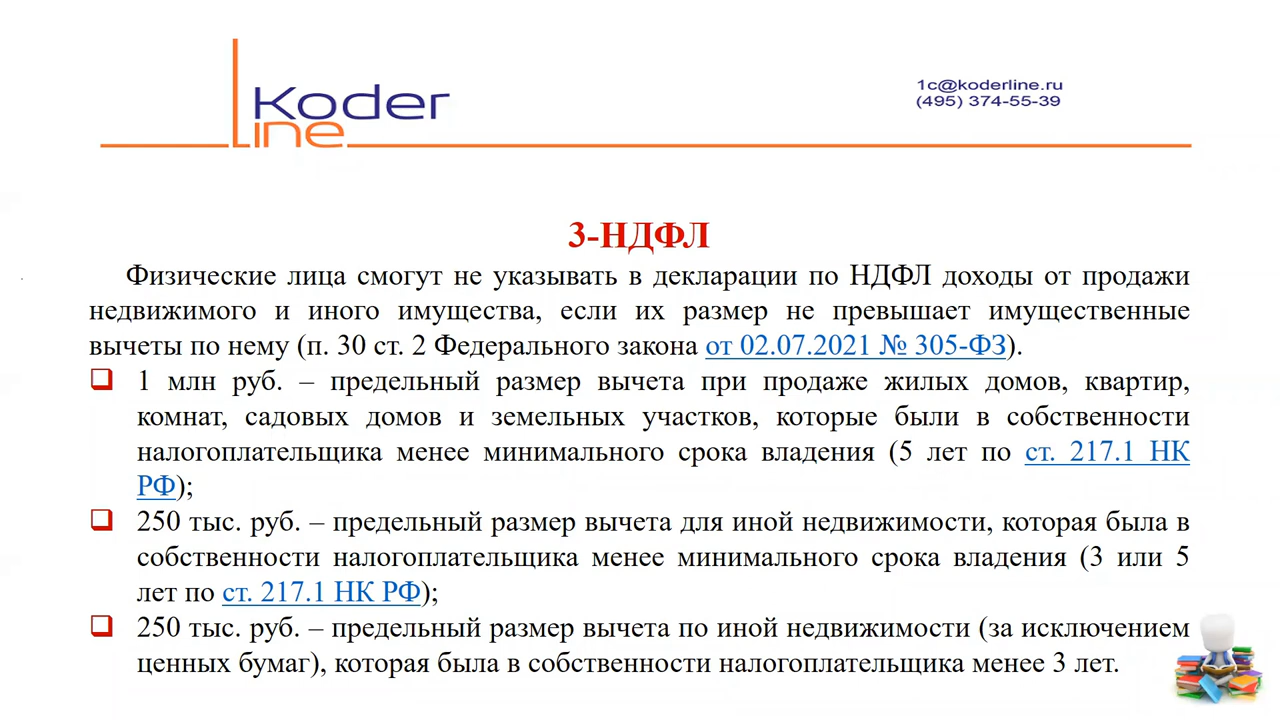 Koder
Line
1c@koderline.ru
(495) 374-55-39
3-НДФЛ
Физические лица смогут не указывать в декларации по НДФЛ доходы от продажи
недвижимого и иного имущества, если их размер не превышает имущественные
вычеты по нему (п. 30 ст. 2 Федерального закона от 02.07.2021 № 305-ФЗ).
1 млн руб. – предельный размер вычета при продаже жилых домов, квартир,
комнат, садовых домов и земельных участков, которые были в собственности
налогоплательщика менее минимального срока владения (5 лет по ст. 217.1 НК
РФ);
250 тыс. руб. – предельный размер вычета для иной недвижимости, которая была в
собственности налогоплательщика менее минимального срока владения (3 или 5
лет по ст. 217.1 НК РФ);
250 тыс. руб. – предельный размер вычета по иной недвижимости (за исключением
ценных бумаг), которая была в собственности налогоплательщика менее 3 лет.